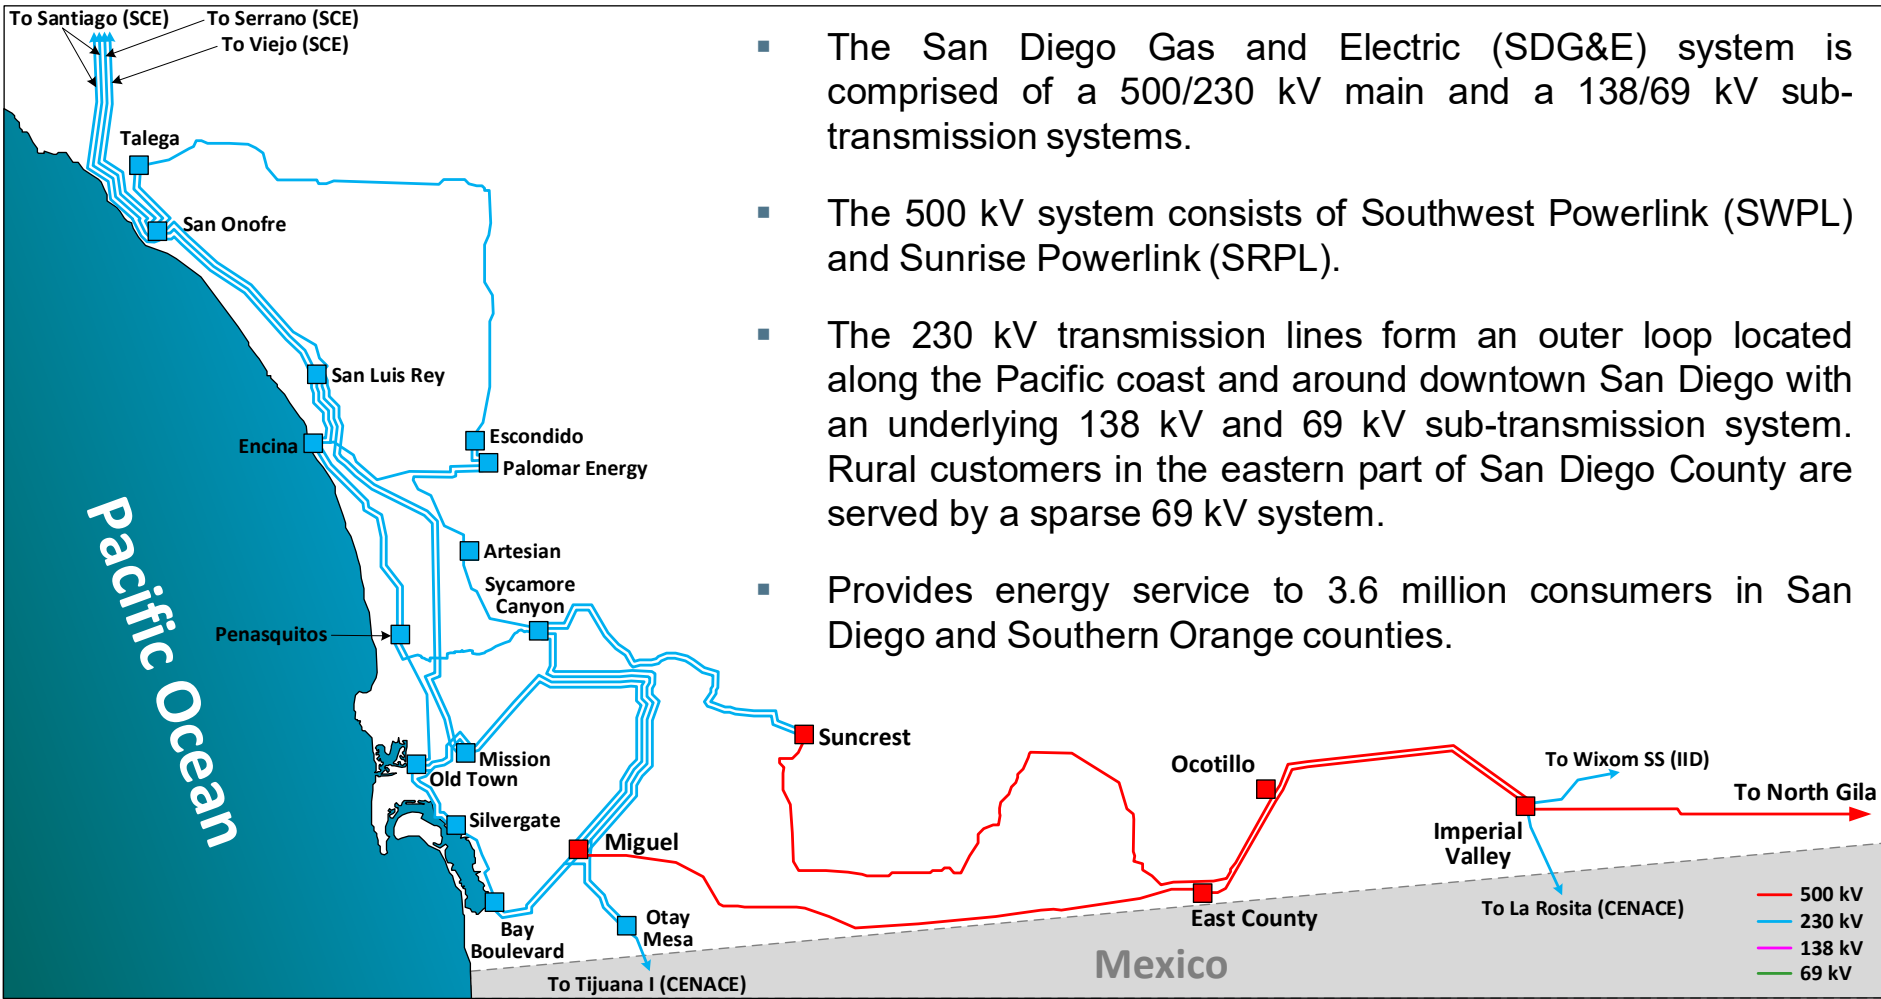 To Santiago (SCE)
To Serrano (SCE)
To Viejo (SCE)
Talega
San Onofre
San Luis Rey
Encina
Escondido
Palomar Energy
Artesian
Sycamore
Canyon
Penasquitos
Pacific Ocean
Mission
Old Town
Silvergate
Miguel
Bay
Boulevard
Otay
Mesa
To Tijuana I (CENACE)
Suncrest
Ocotillo
East County
Imperial
Valley
To Wixom SS (IID)
To North Gila
To La Rosita (CENACE)
Mexico
500 kV
230 kV
138 kV
69 kV
▪ The San Diego Gas and Electric (SDG&E) system is
comprised of a 500/230 kV main and a 138/69 kV sub-
transmission systems.
▪ The 500 kV system consists of Southwest Powerlink (SWPL)
and Sunrise Powerlink (SRPL).
▪ The 230 kV transmission lines form an outer loop located
along the Pacific coast and around downtown San Diego with
an underlying 138 kV and 69 kV sub-transmission system.
Rural customers in the eastern part of San Diego County are
served by a sparse 69 kV system.
▪ Provides energy service to 3.6 million consumers in San
Diego and Southern Orange counties.